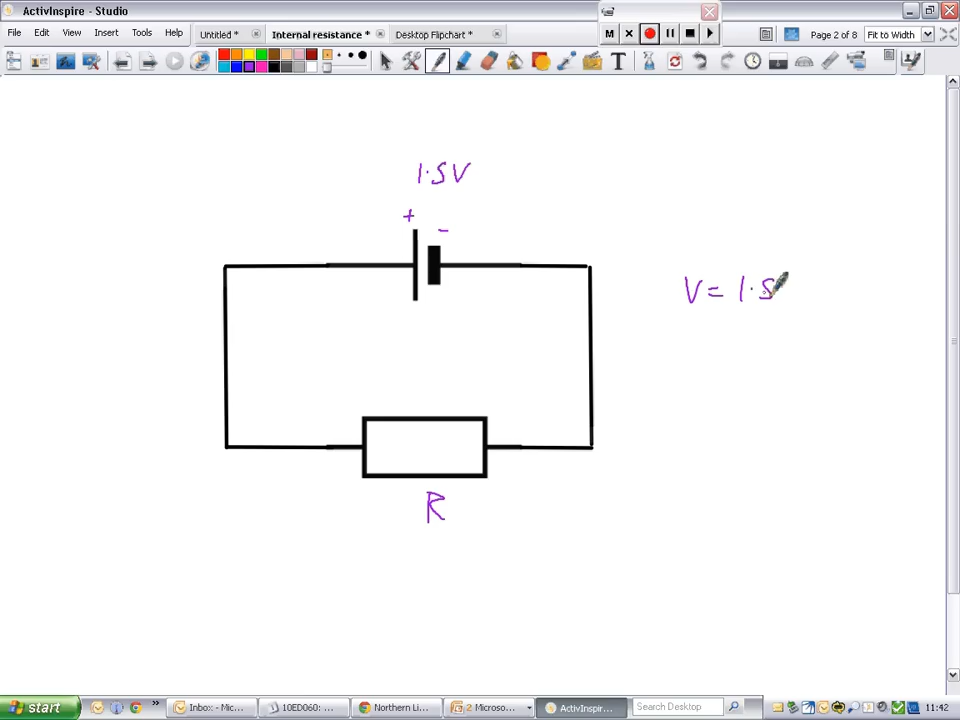 ActivInspire - Studio
File Edit View Insert Tools Help
Untitled * Internal resistance * Desktop Flipchart *
M
Page 2 of 8 Fit to Width
T
1.5V
+
-
V = 1.5
R
start Inbox - Mic... 10ED060: ... Northern Li... 2 Microso... ActivInspir... Search Desktop 11:42